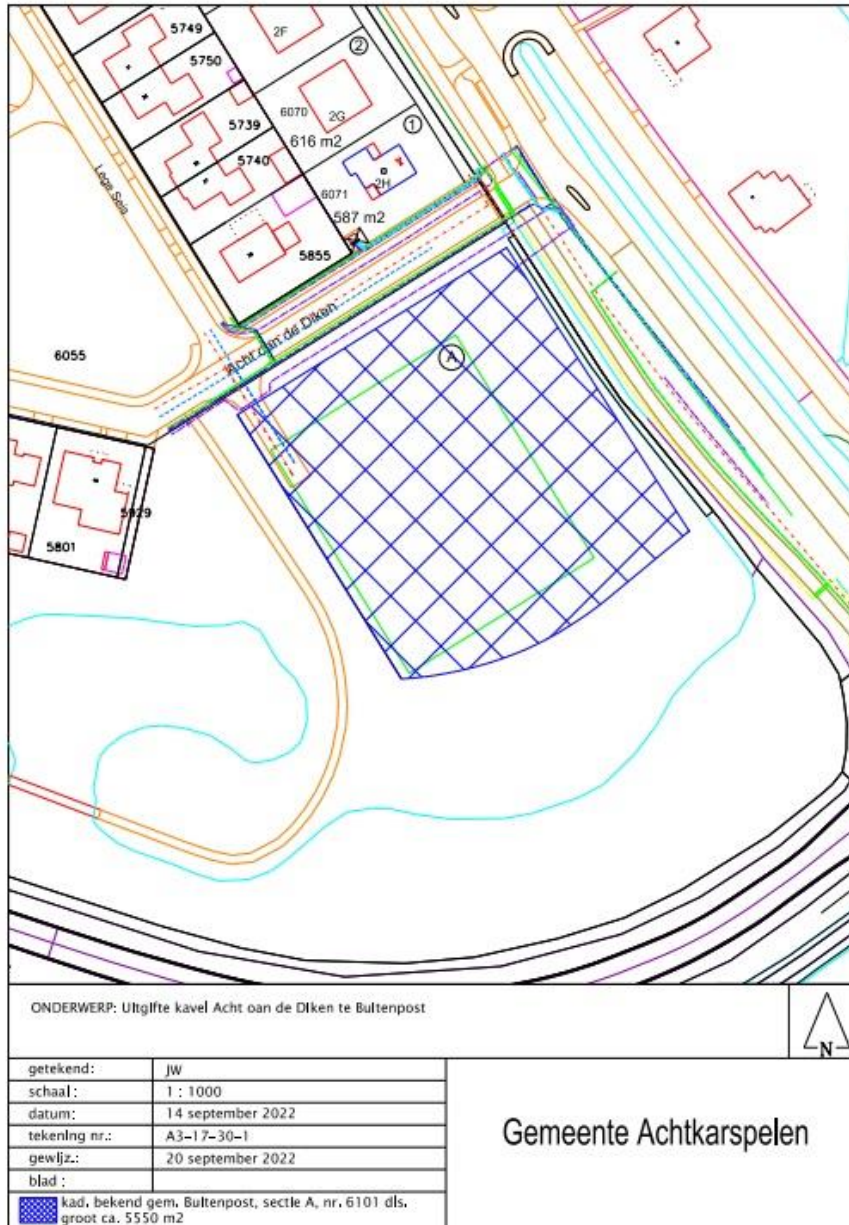 5749
2F
5750
2
6070
2G
616 m2
5739
1
5740
6071
2H
587 m2
Lege Seis
5855
Acht oan de Diken
6055
A
5929
5801
ONDERWERP: Uitgifte kavel Acht oan de Diken te Buitenpost
N
getekend: JW
schaal: 1 : 1000
datum: 14 september 2022
tekening nr.: A3-17-30-1
gewijz.: 20 september 2022
blad :
Gemeente Achtkarspelen
kad. bekend gem. Buitenpost, sectie A, nr. 6101 dls.
groot ca. 5550 m2